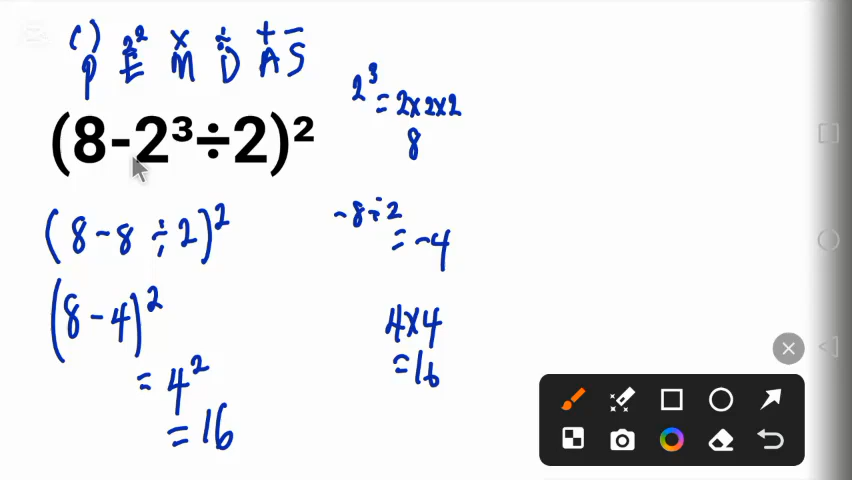 ( ) 2² × ÷ + −
P E M D A S
(8-2³÷2)²
2³ = 2×2×2
8
(8 - 8 ÷ 2)²
-8÷2
= -4
(8 - 4)²
4×4
= 16
= 4²
= 16